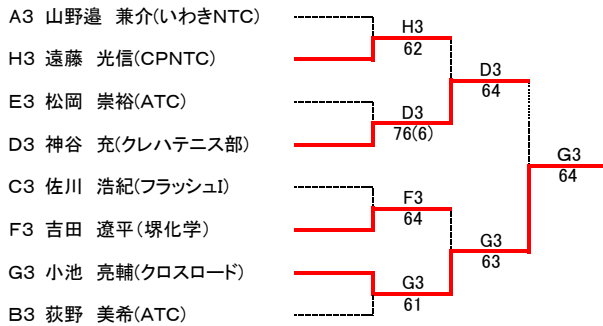 A3 山野邉 兼介(いわきNTC)
H3 遠藤 光信(CPNTC)
E3 松岡 崇裕(ATC)
D3 神谷 充(クレハテニス部)
C3 佐川 浩紀(フラッシュI)
F3 吉田 遼平(堺化学)
G3 小池 亮輔(クロスロード)
B3 荻野 美希(ATC)
H3
62
D3
76(6)
F3
64
G3
61
D3
64
G3
63
G3
64